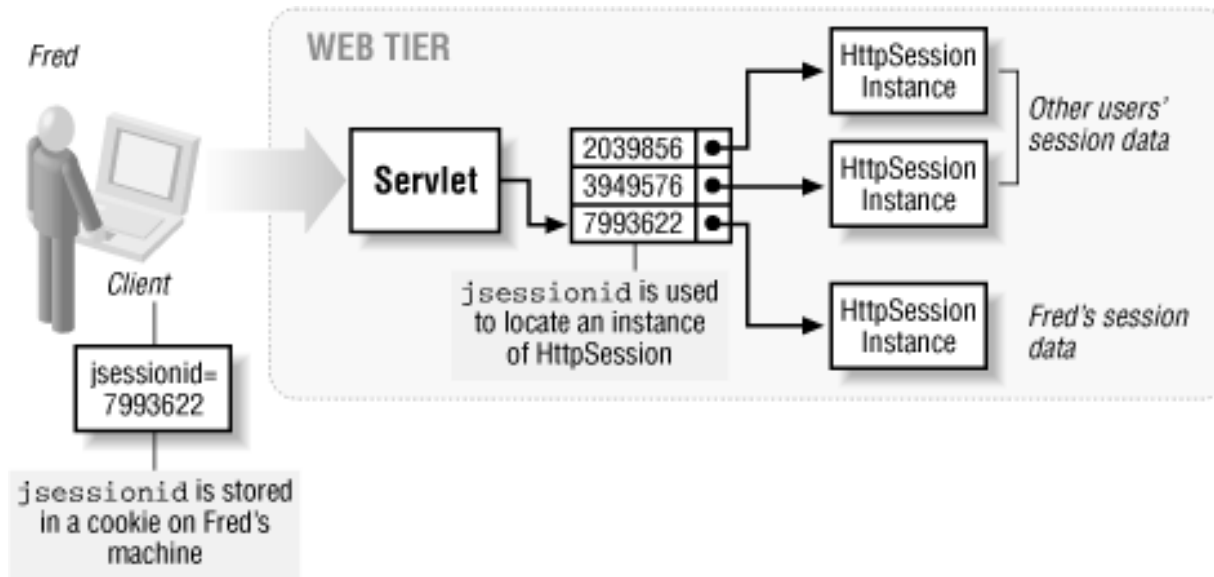 Fred
WEB TIER
Servlet
2039856
3949576
7993622
jsessionid is used
to locate an instance
of HttpSession
HttpSession
Instance
HttpSession
Instance
Other users'
session data
HttpSession
Instance
Fred's session
data
Client
jsessionid=
7993622
jsessionid is stored
in a cookie on Fred's
machine